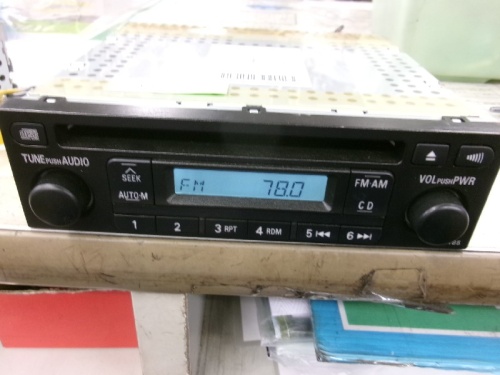 TUNE PUSH AUDIO
SEEK
AUTO-M
FM 78.0
FM·AM
CD
VOL PUSH PWR
1 2 3 RPT 4 RDM 5 6